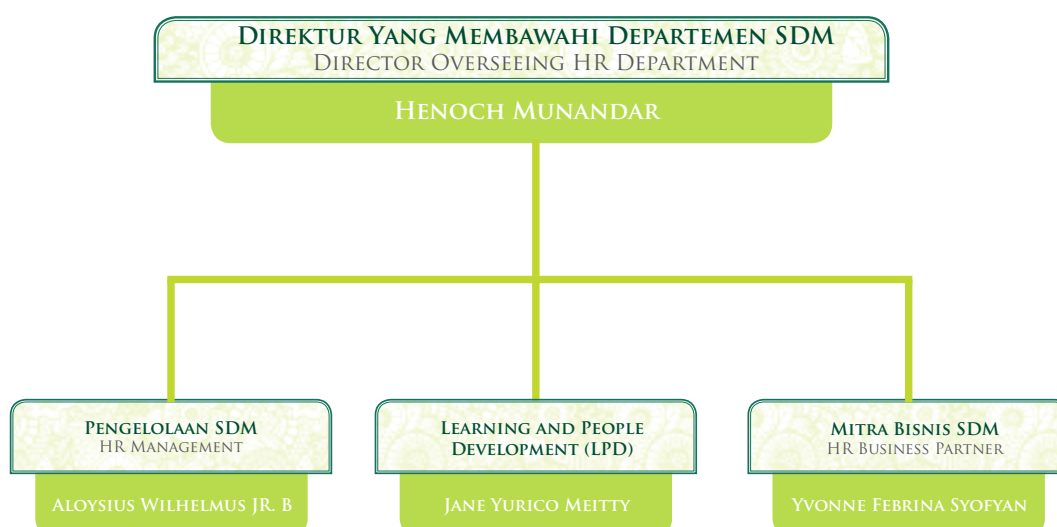 Direktur Yang Membawahi Departemen SDM
Director Overseeing HR Department
Henoch Munandar
Pengelolaan SDM
HR Management
Aloysius Wilhelmus JR. B
Learning and People
Development (LPD)
Jane Yurico Meitty
Mitra Bisnis SDM
HR Business Partner
Yvonne Febrina Syofyan